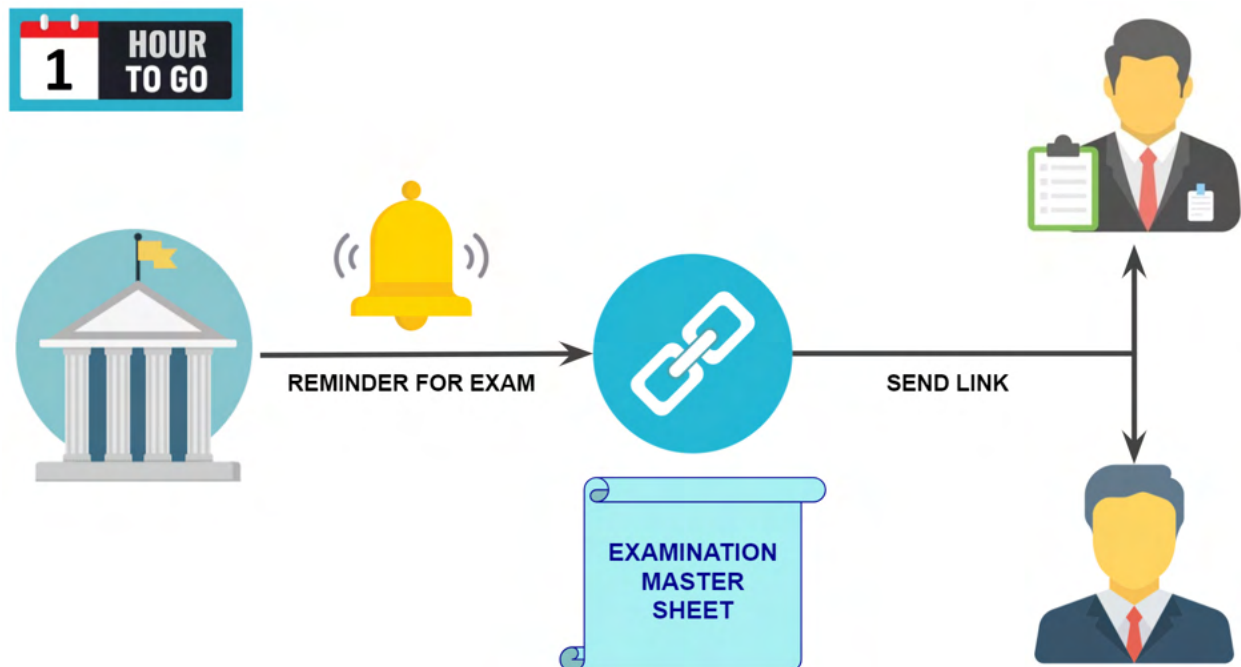 1
HOUR
TO GO
REMINDER FOR EXAM
SEND LINK
EXAMINATION
MASTER
SHEET